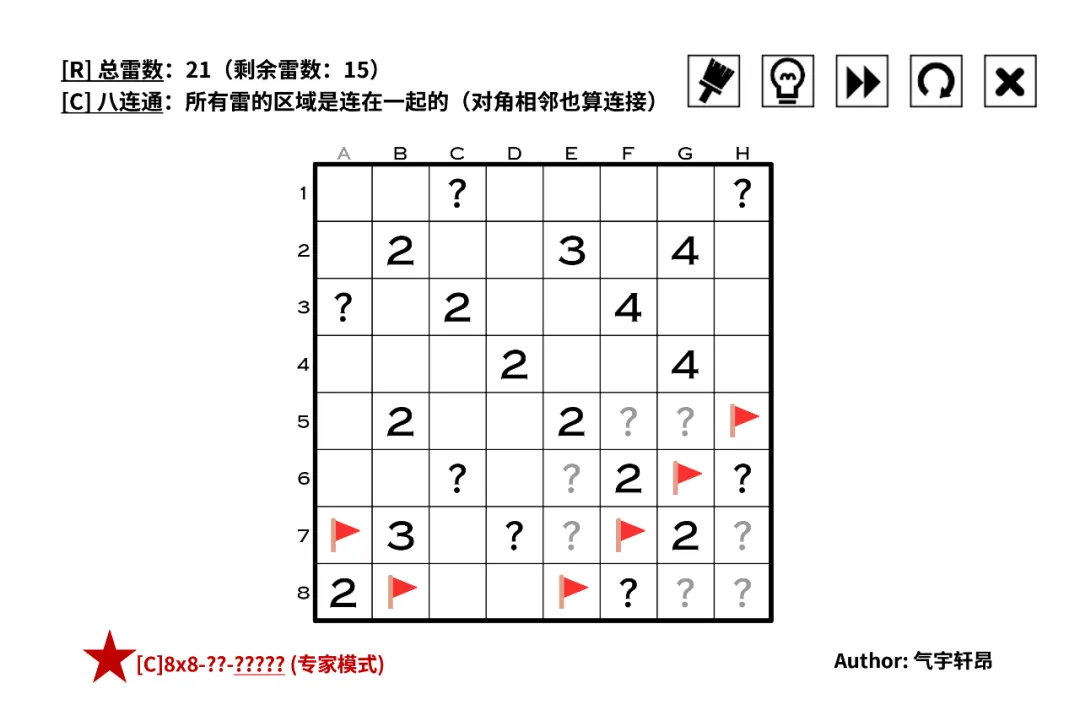 [R] 总雷数：21（剩余雷数：15）
[C] 八连通：所有雷的区域是连在一起的（对角相邻也算连接）
A B C D E F G H
1 ? ?
2 2 3 4
3 ? 2 4
4 2 4
5 2 2 ? ?
6 ? ? 2 ?
7 3 ? ? 2 ?
8 2 ? ? ?
[C]8x8-??-????? (专家模式)
Author: 气宇轩昂